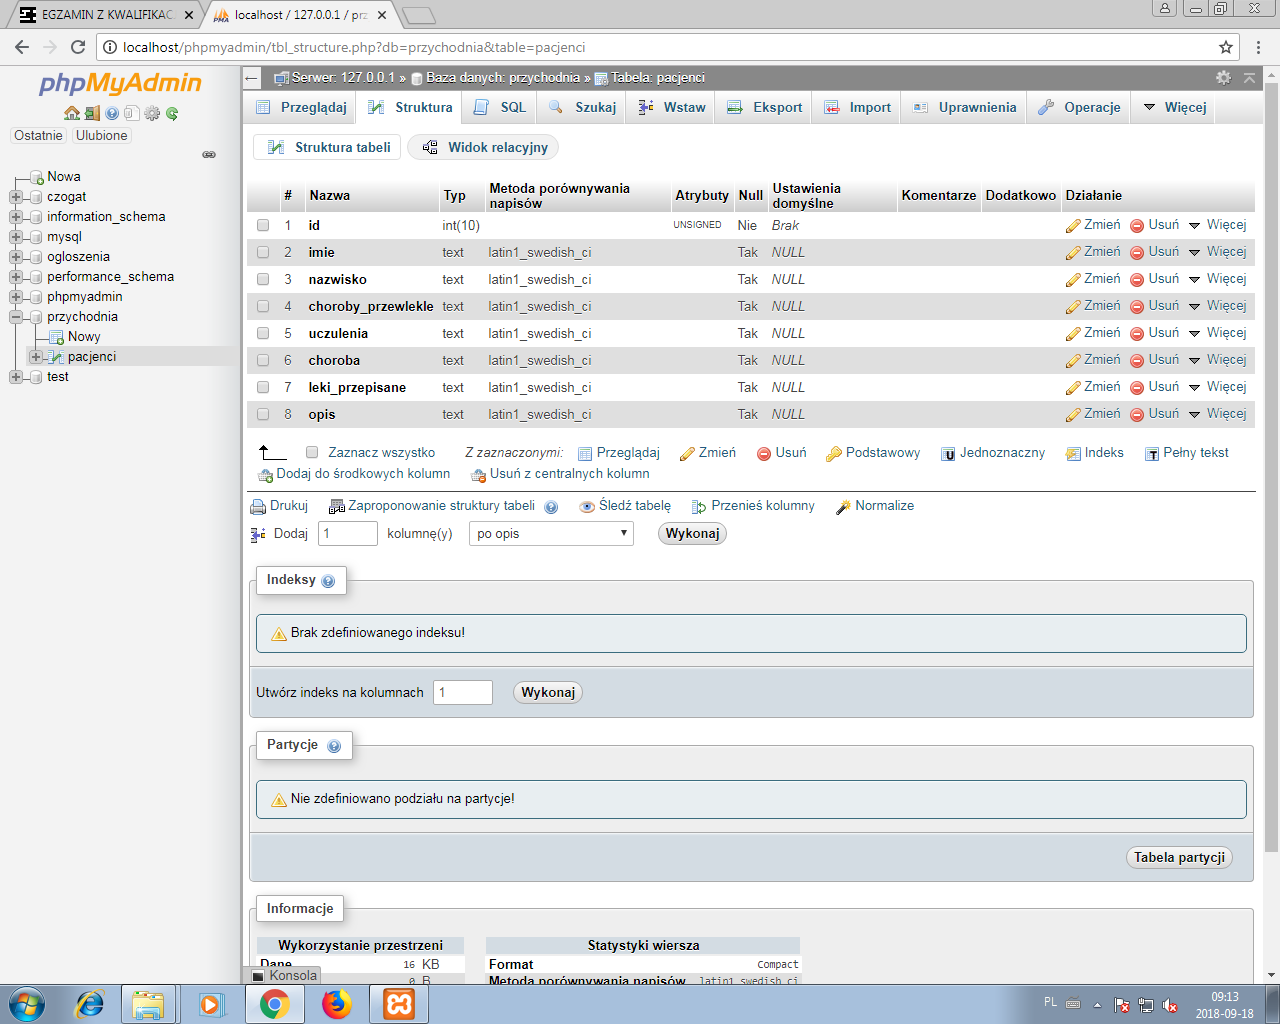 EGZAMIN Z KWALIFIKAC
localhost / 127.0.0.1 / prz
localhost/phpmyadmin/tbl_structure.php?db=przychodnia&table=pacjenci
phpMyAdmin
Ostatnie Ulubione
Nowa
czogat
information_schema
mysql
ogloszenia
performance_schema
phpmyadmin
przychodnia
Nowy
pacjenci
test
Serwer: 127.0.0.1 » Baza danych: przychodnia » Tabela: pacjenci
Przeglądaj Struktura SQL Szukaj Wstaw Eksport Import Uprawnienia Operacje Więcej
Struktura tabeli Widok relacyjny
# Nazwa Typ Metoda porównywania napisów Atrybuty Null Ustawienia domyślne Komentarze Dodatkowo Działanie
1 id int(10) UNSIGNED Nie Brak Zmień Usuń Więcej
2 imie text latin1_swedish_ci Tak NULL Zmień Usuń Więcej
3 nazwisko text latin1_swedish_ci Tak NULL Zmień Usuń Więcej
4 choroby_przewlekle text latin1_swedish_ci Tak NULL Zmień Usuń Więcej
5 uczulenia text latin1_swedish_ci Tak NULL Zmień Usuń Więcej
6 choroba text latin1_swedish_ci Tak NULL Zmień Usuń Więcej
7 leki_przepisane text latin1_swedish_ci Tak NULL Zmień Usuń Więcej
8 opis text latin1_swedish_ci Tak NULL Zmień Usuń Więcej
Zaznacz wszystko Z zaznaczonymi: Przeglądaj Zmień Usuń Podstawowy Jednoznaczny Indeks Pełny tekst
Dodaj do środkowych kolumn Usuń z centralnych kolumn
Drukuj Zaproponowanie struktury tabeli Śledź tabelę Przenieś kolumny Normalize
Dodaj 1 kolumnę(y) po opis Wykonaj
Indeksy
Brak zdefiniowanego indeksu!
Utwórz indeks na kolumnach 1 Wykonaj
Partycje
Nie zdefiniowano podziału na partycje!
Tabela partycji
Informacje
Wykorzystanie przestrzeni Statystyki wiersza
Dane 16 KB Format Compact
0 B Metoda porównywania napisów latin1_swedish_ci
Konsola
PL
09:13
2018-09-18